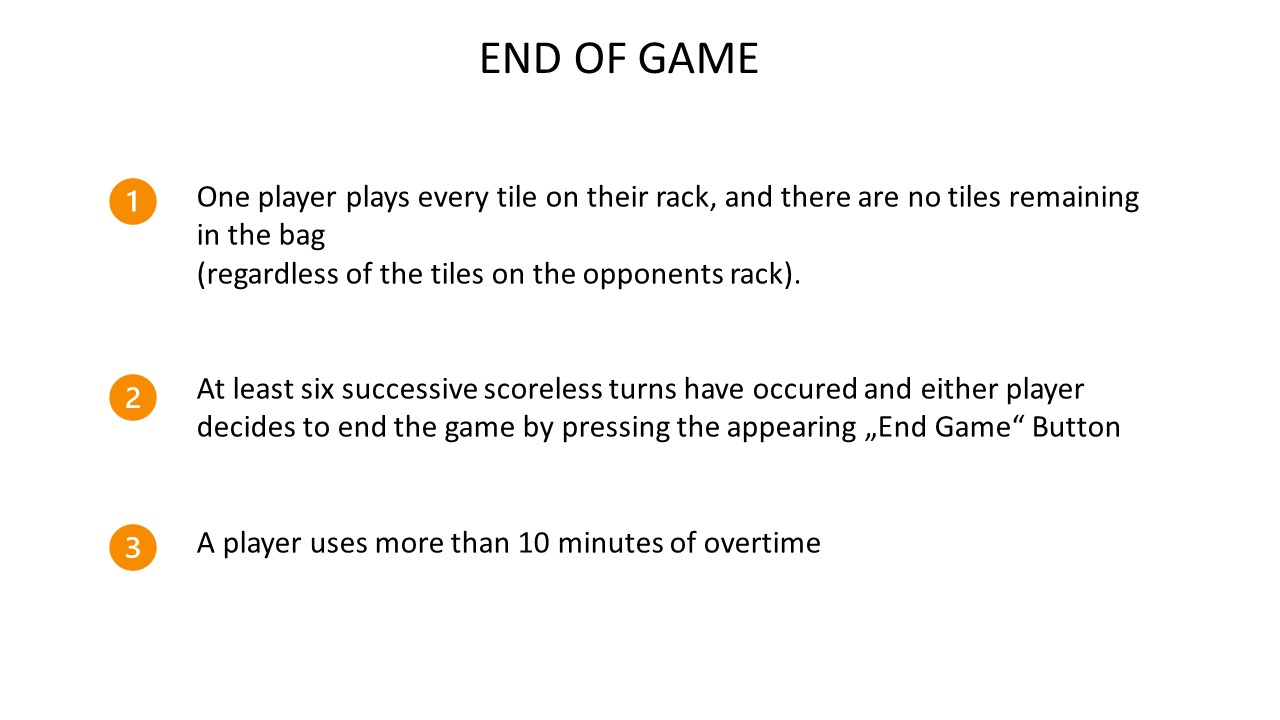 END OF GAME
1
One player plays every tile on their rack, and there are no tiles remaining
in the bag
(regardless of the tiles on the opponents rack).
2
At least six successive scoreless turns have occured and either player
decides to end the game by pressing the appearing „End Game“ Button
3
A player uses more than 10 minutes of overtime